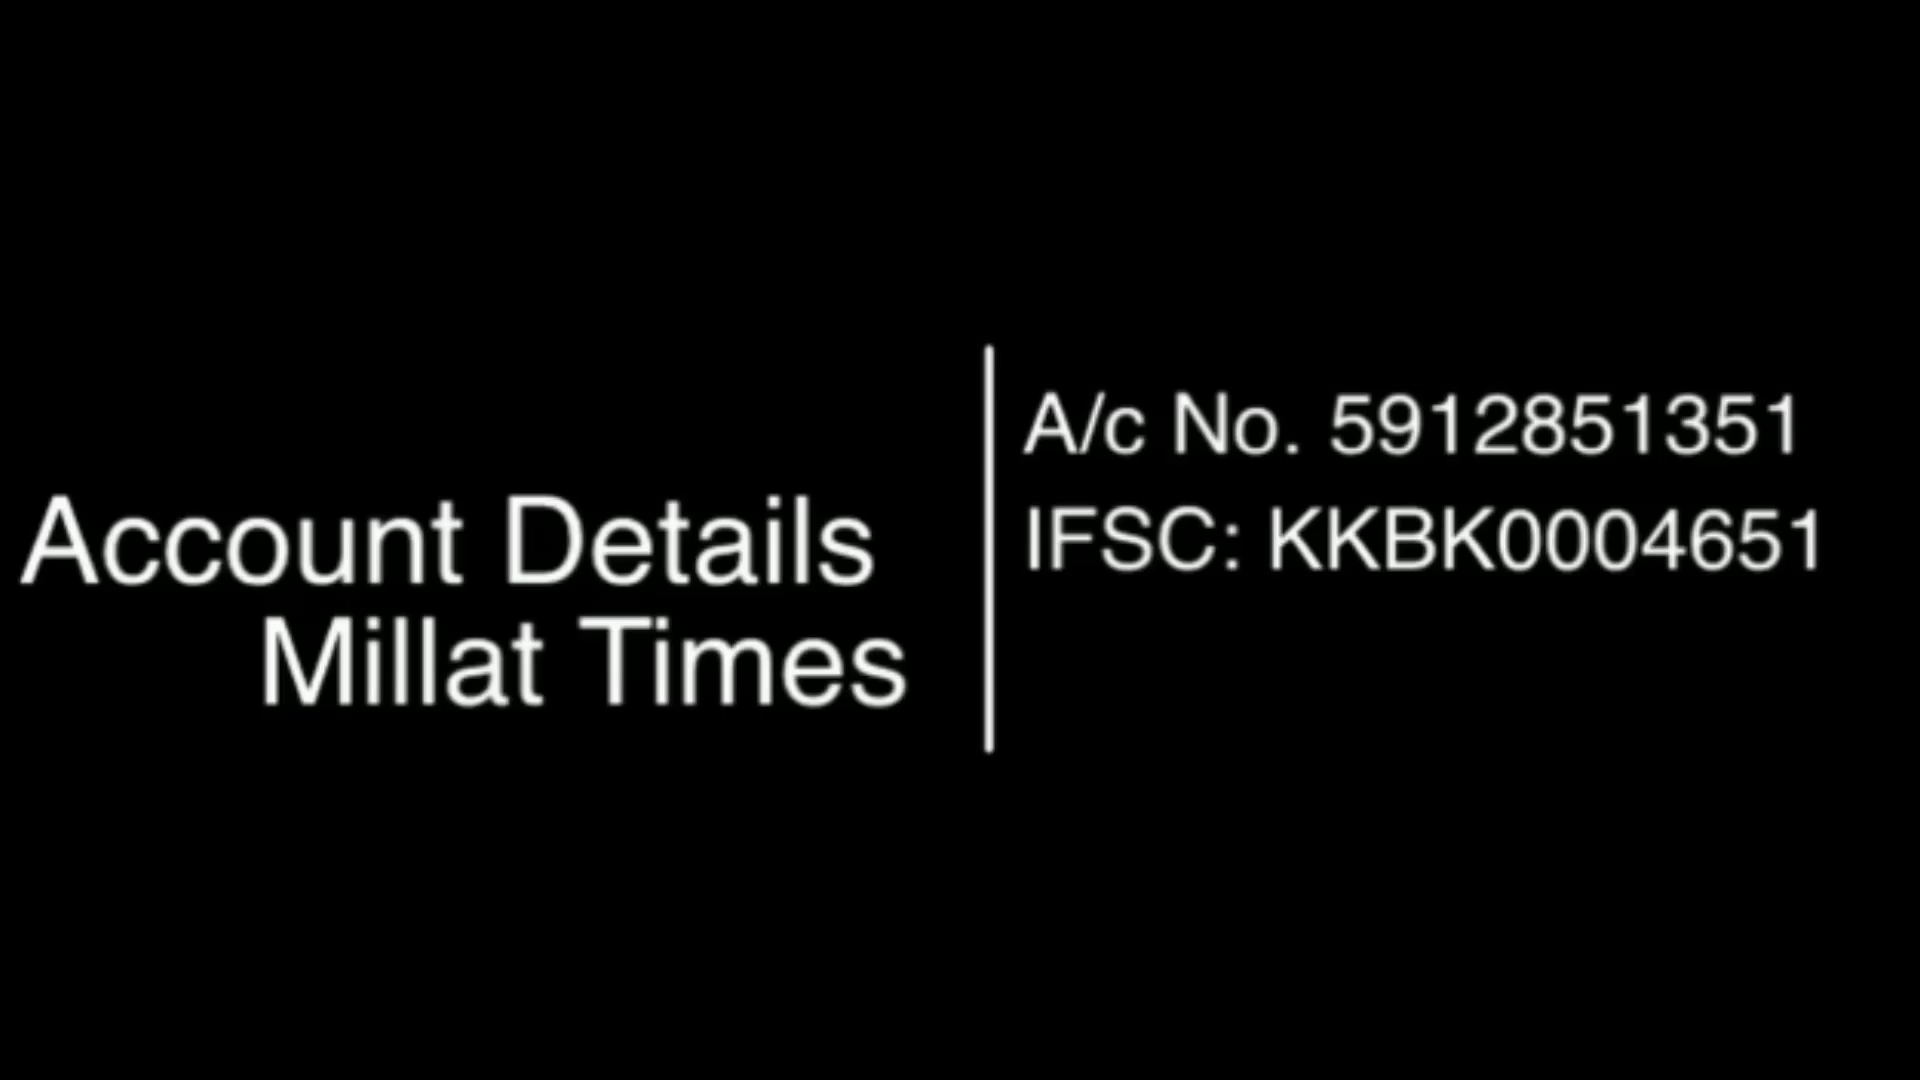 Account Details
Millat Times
A/c No. 5912851351
IFSC: KKBK0004651